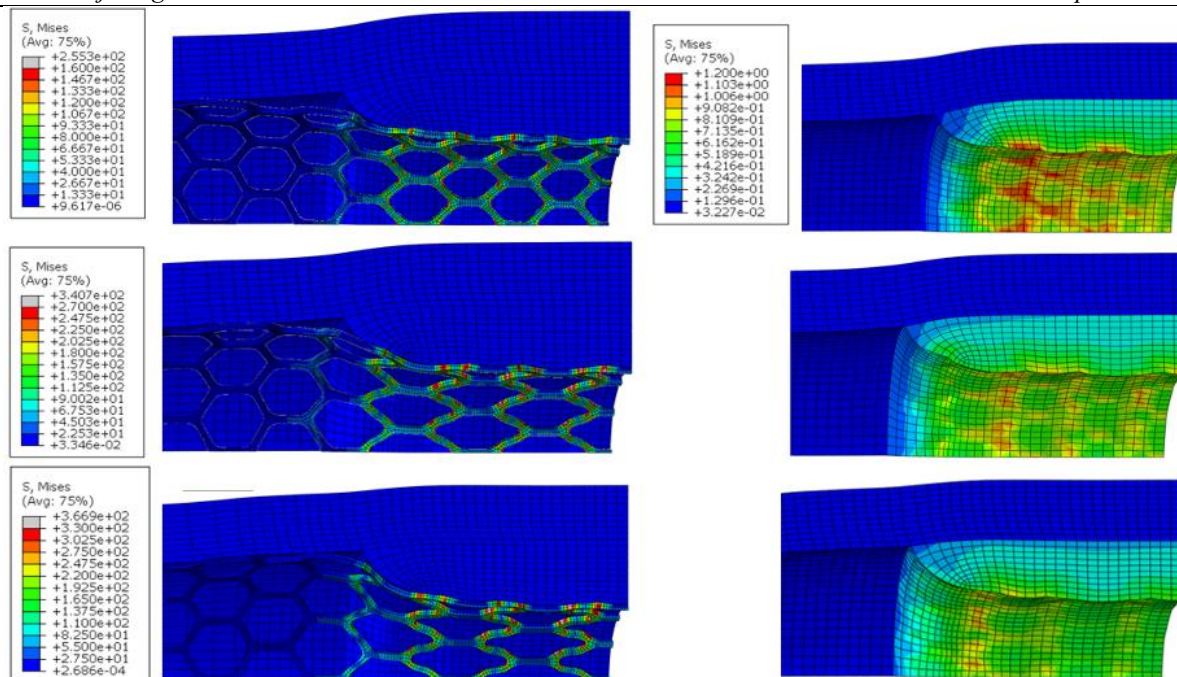 S, Mises
(Avg: 75%)
+2.553e+02
+1.600e+02
+1.467e+02
+1.333e+02
+1.200e+02
+1.067e+02
+9.333e+01
+8.000e+01
+6.667e+01
+5.333e+01
+4.000e+01
+2.667e+01
+1.333e+01
+9.617e-06
S, Mises
(Avg: 75%)
+1.200e+00
+1.103e+00
+1.006e+00
+9.082e-01
+8.109e-01
+7.135e-01
+6.162e-01
+5.189e-01
+4.216e-01
+3.242e-01
+2.269e-01
+1.296e-01
+3.227e-02
S, Mises
(Avg: 75%)
+3.407e+02
+2.700e+02
+2.475e+02
+2.250e+02
+2.025e+02
+1.800e+02
+1.575e+02
+1.350e+02
+1.125e+02
+9.002e+01
+6.753e+01
+4.503e+01
+2.253e+01
+3.346e-02
S, Mises
(Avg: 75%)
+3.669e+02
+3.300e+02
+3.025e+02
+2.750e+02
+2.475e+02
+2.200e+02
+1.925e+02
+1.650e+02
+1.375e+02
+1.100e+02
+8.250e+01
+5.500e+01
+2.750e+01
+2.686e-04